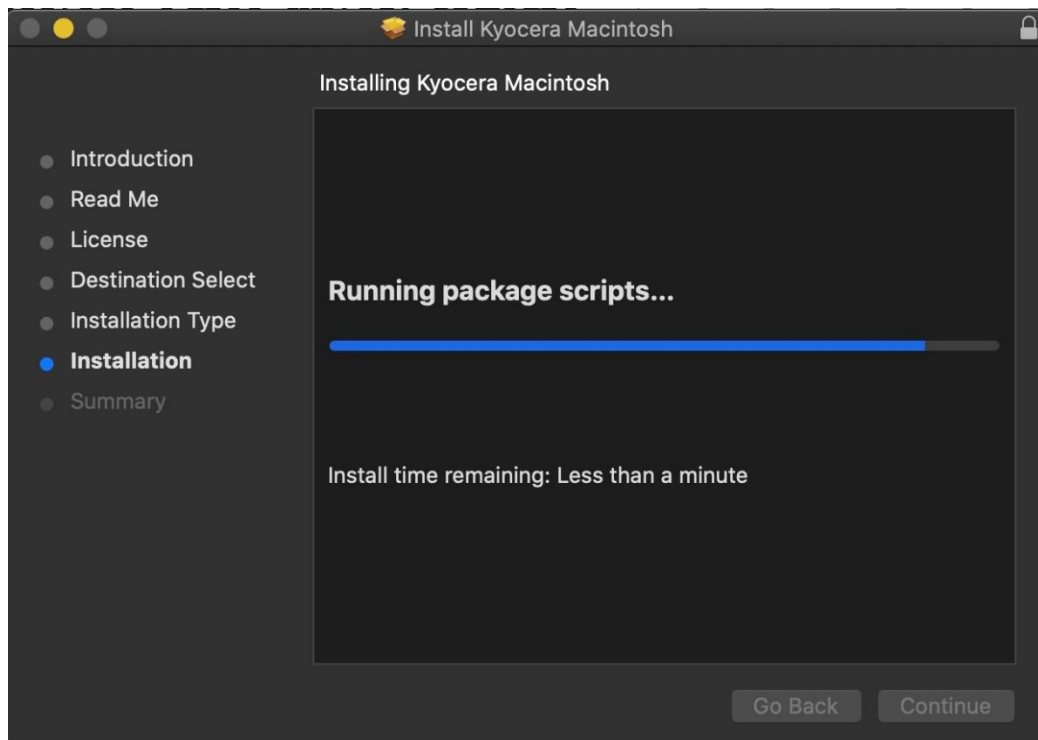 Install Kyocera Macintosh
Installing Kyocera Macintosh
Introduction
Read Me
License
Destination Select
Installation Type
Installation
Summary
Running package scripts...
Install time remaining: Less than a minute
Go Back
Continue